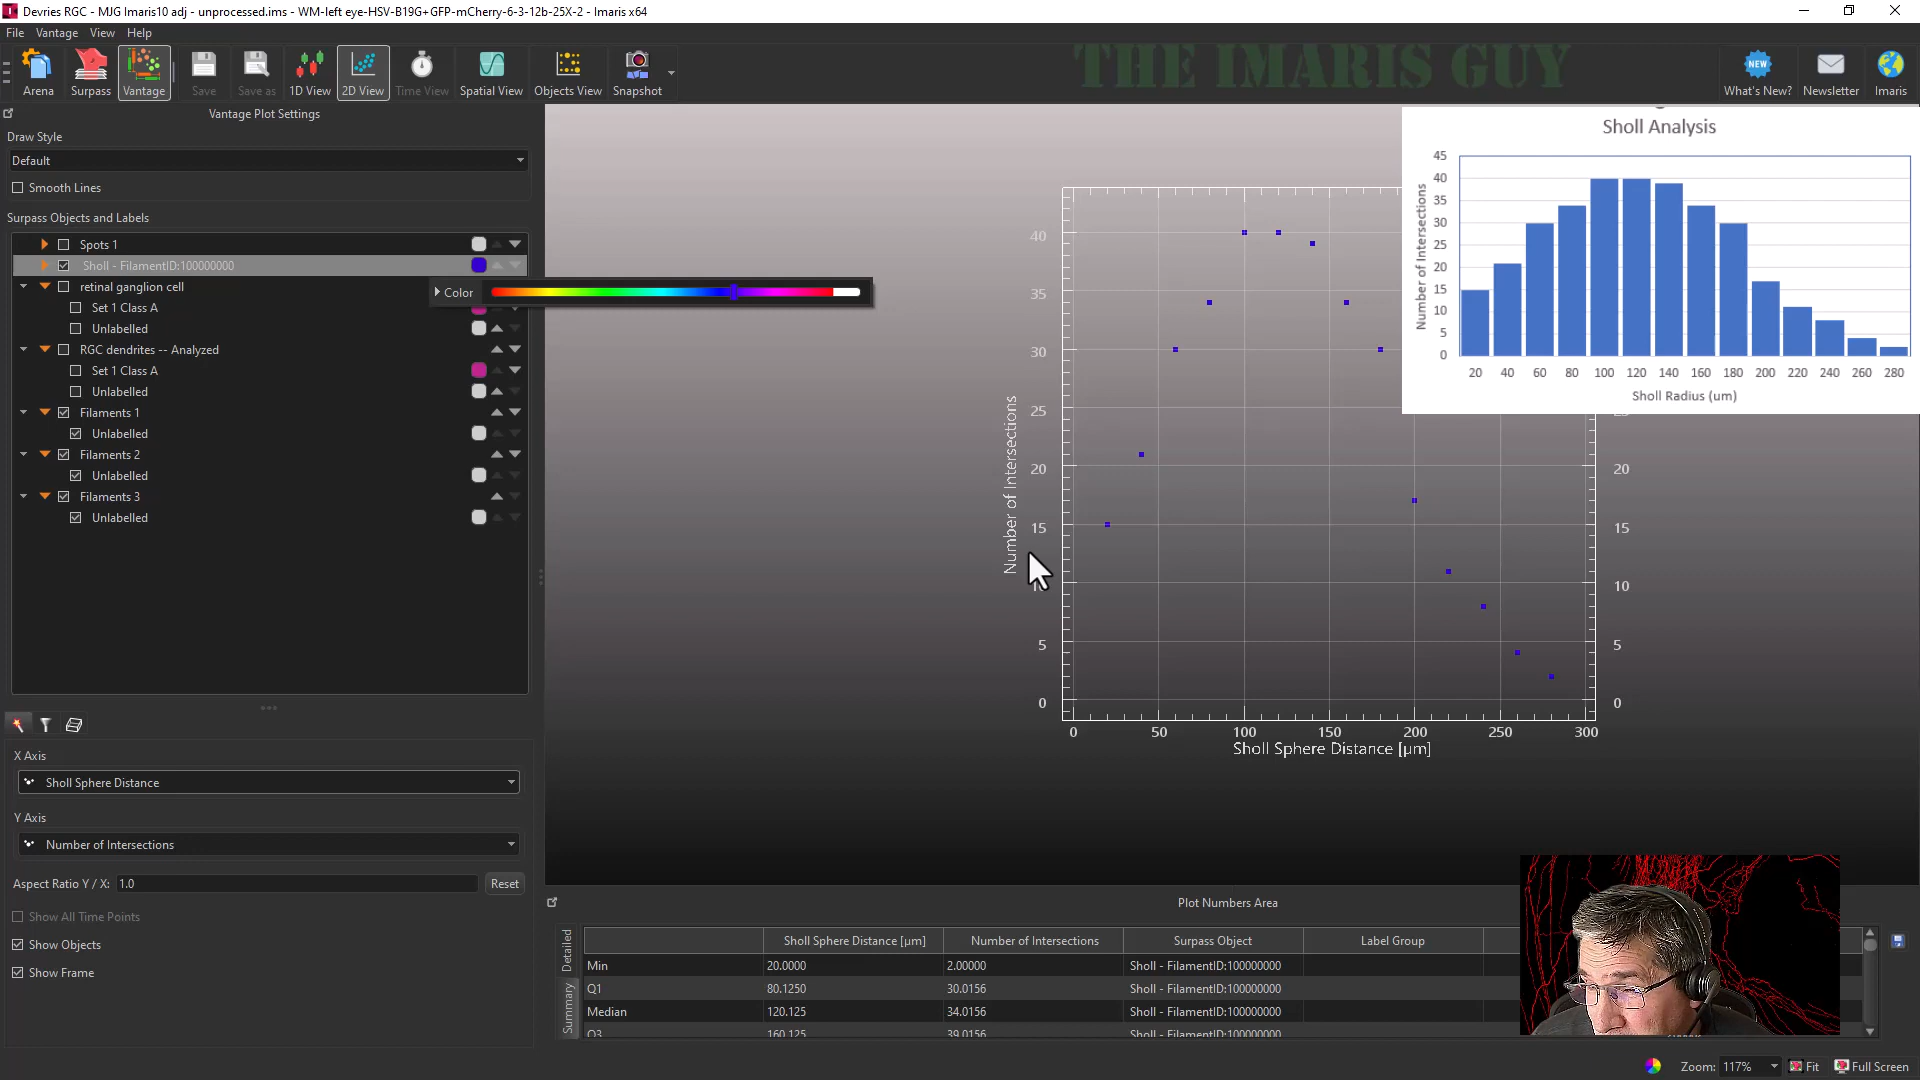 Devries RGC - MJG Imaris10 adj - unprocessed.ims - WM-left eye-HSV-B19G+GFP-mCherry-6-3-12b-25X-2 - Imaris x64
File Vantage View Help
Arena Surpass Vantage Save Save as 1D View 2D View Time View Spatial View Objects View Snapshot
THE IMARIS GUY
NEW
What's New? Newsletter Imaris
Vantage Plot Settings
Draw Style
Default
Smooth Lines
Surpass Objects and Labels
Spots 1
Sholl - FilamentID:100000000
retinal ganglion cell
Set 1 Class A
Unlabelled
RGC dendrites -- Analyzed
Set 1 Class A
Unlabelled
Filaments 1
Unlabelled
Filaments 2
Unlabelled
Filaments 3
Unlabelled
Color
X Axis
Sholl Sphere Distance
Y Axis
Number of Intersections
Aspect Ratio Y / X: 1.0 Reset
Show All Time Points
Show Objects
Show Frame
40
35
30
25
20
15
5
0
Number of Intersections
20
15
10
5
0
0 50 100 150 200 250 300
Sholl Sphere Distance [µm]
Sholl Analysis
45
40
35
30
25
20
15
10
5
0
Number of Intersections
20 40 60 80 100 120 140 160 180 200 220 240 260 280
Sholl Radius (um)
Plot Numbers Area
Detailed
Summary
Sholl Sphere Distance [µm] Number of Intersections Surpass Object Label Group
Min 20.0000 2.00000 Sholl - FilamentID:100000000
Q1 80.1250 30.0156 Sholl - FilamentID:100000000
Median 120.125 34.0156 Sholl - FilamentID:100000000
Q3 160.125 39.0156 Sholl - FilamentID:100000000
Zoom: 117% Fit Full Screen